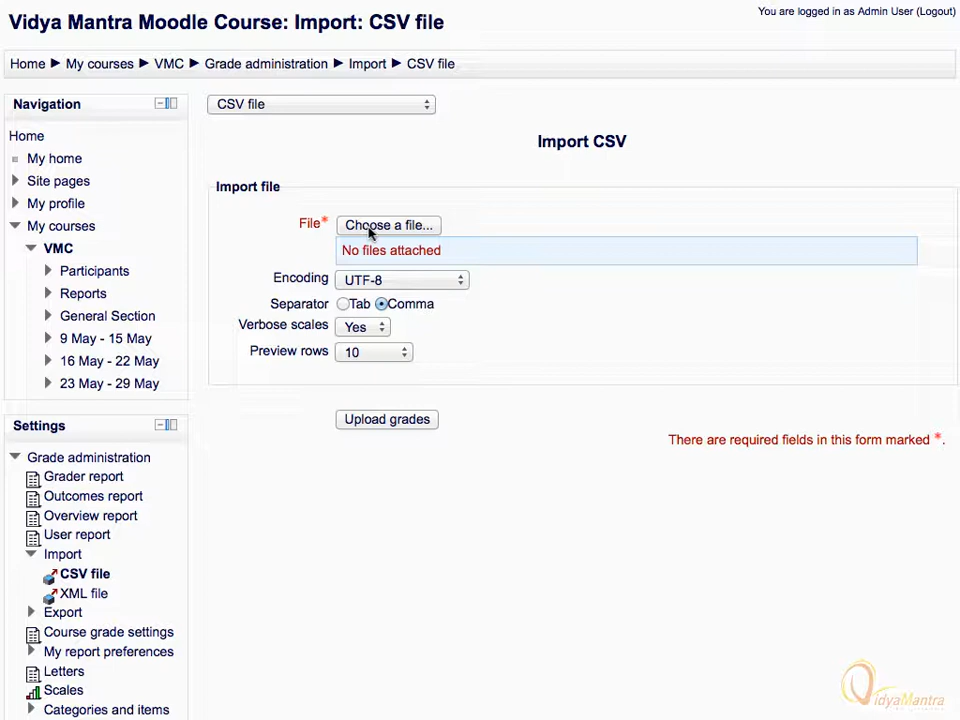 Vidya Mantra Moodle Course: Import: CSV file
You are logged in as Admin User (Logout)
Home ► My courses ► VMC ► Grade administration ► Import ► CSV file
Navigation
Home
My home
Site pages
My profile
My courses
VMC
Participants
Reports
General Section
9 May - 15 May
16 May - 22 May
23 May - 29 May
Settings
Grade administration
Grader report
Outcomes report
Overview report
User report
Import
CSV file
XML file
Export
Course grade settings
My report preferences
Letters
Scales
Categories and items
CSV file
Import CSV
Import file
File* Choose a file...
No files attached
Encoding UTF-8
Separator Tab Comma
Verbose scales Yes
Preview rows 10
Upload grades
There are required fields in this form marked *.
VidyaMantra